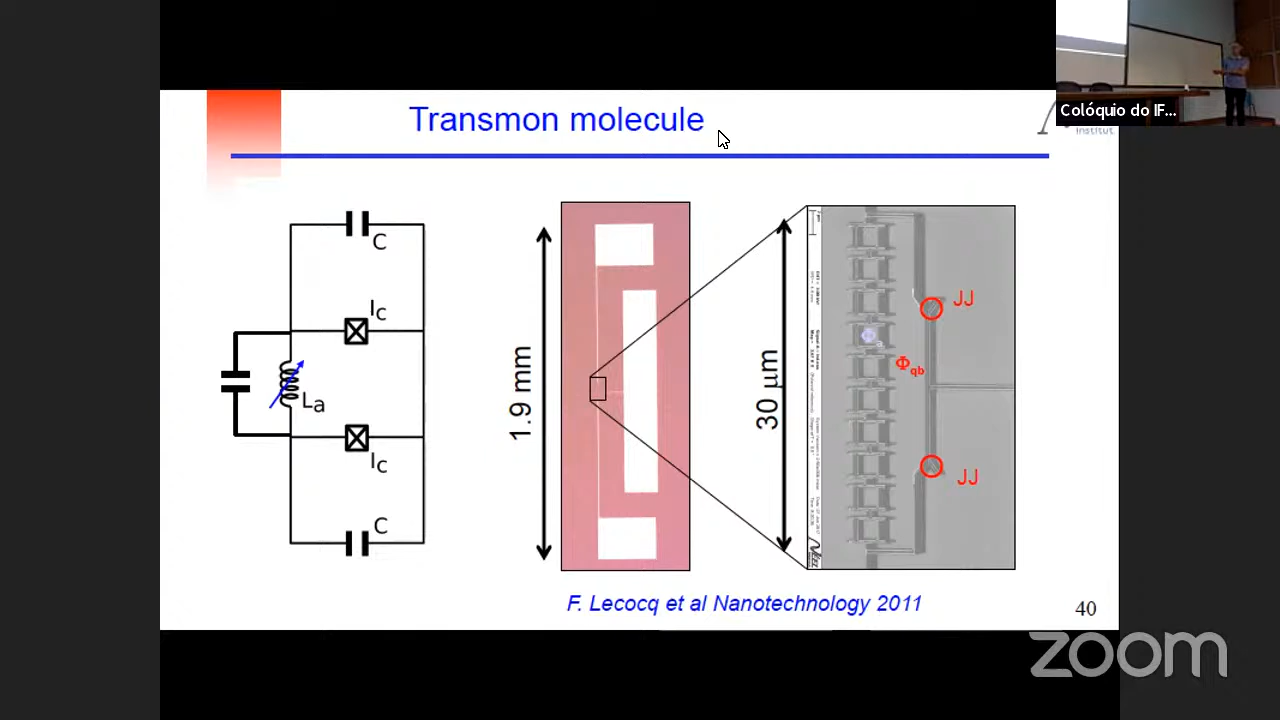 Transmon molecule
Colóquio do IF...
Institut
C
Ic
La
Ic
C
1.9 mm
30 µm
JJ
Φqb
JJ
F. Lecocq et al Nanotechnology 2011
40
zoom